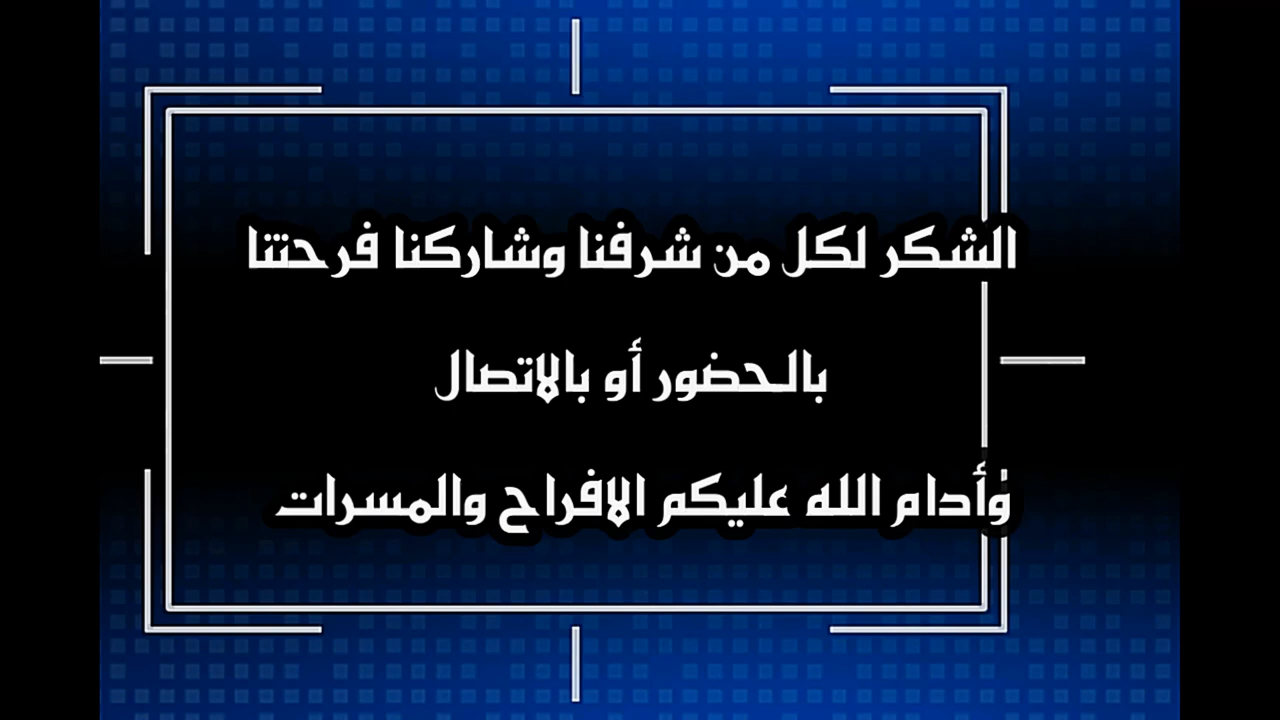 الشكر لكل من شرفنا وشاركنا فرحتنا
بالحضور أو بالاتصال
وأدام الله عليكم الافراح والمسرات